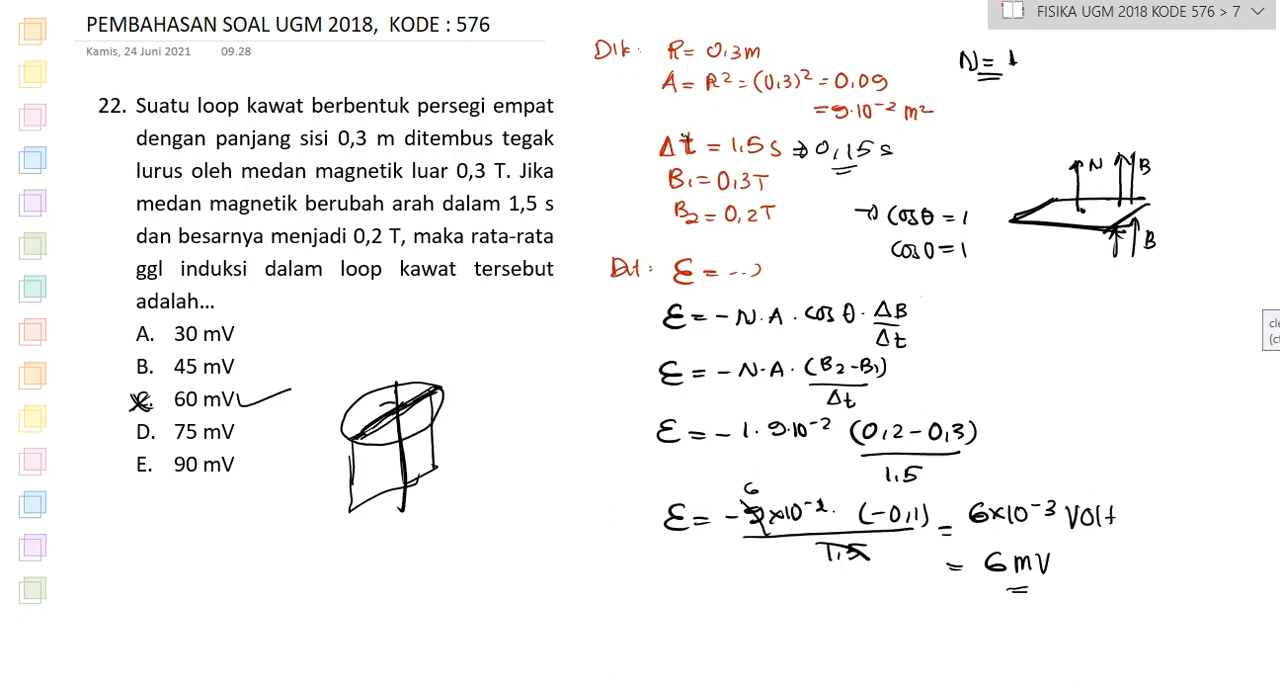 PEMBAHASAN SOAL UGM 2018, KODE : 576
FISIKA UGM 2018 KODE 576 > 7
Kamis, 24 Juni 2021 09.28
22. Suatu loop kawat berbentuk persegi empat
dengan panjang sisi 0,3 m ditembus tegak
lurus oleh medan magnetik luar 0,3 T. Jika
medan magnetik berubah arah dalam 1,5 s
dan besarnya menjadi 0,2 T, maka rata-rata
ggl induksi dalam loop kawat tersebut
adalah...
A. 30 mV
B. 45 mV
C. 60 mV
D. 75 mV
E. 90 mV
Dik: R = 0,3 m
N = 1
A = R² = (0,3)² = 0,09
= 9·10⁻² m²
Δt = 1,5 s → 0,15 s
B₁ = 0,3 T
B₂ = 0,2 T
→ cos θ = 1
cos 0 = 1
N
B
B
Dit: ε = ...?
ε = - N. A. cos θ. ΔB/Δt
ε = - N·A· (B₂ - B₁)/Δt
ε = - 1. 9·10⁻² (0,2 - 0,3)/1,5
6
ε = - 9×10⁻². (-0,1)/1,5 = 6×10⁻³ Volt
= 6 mV